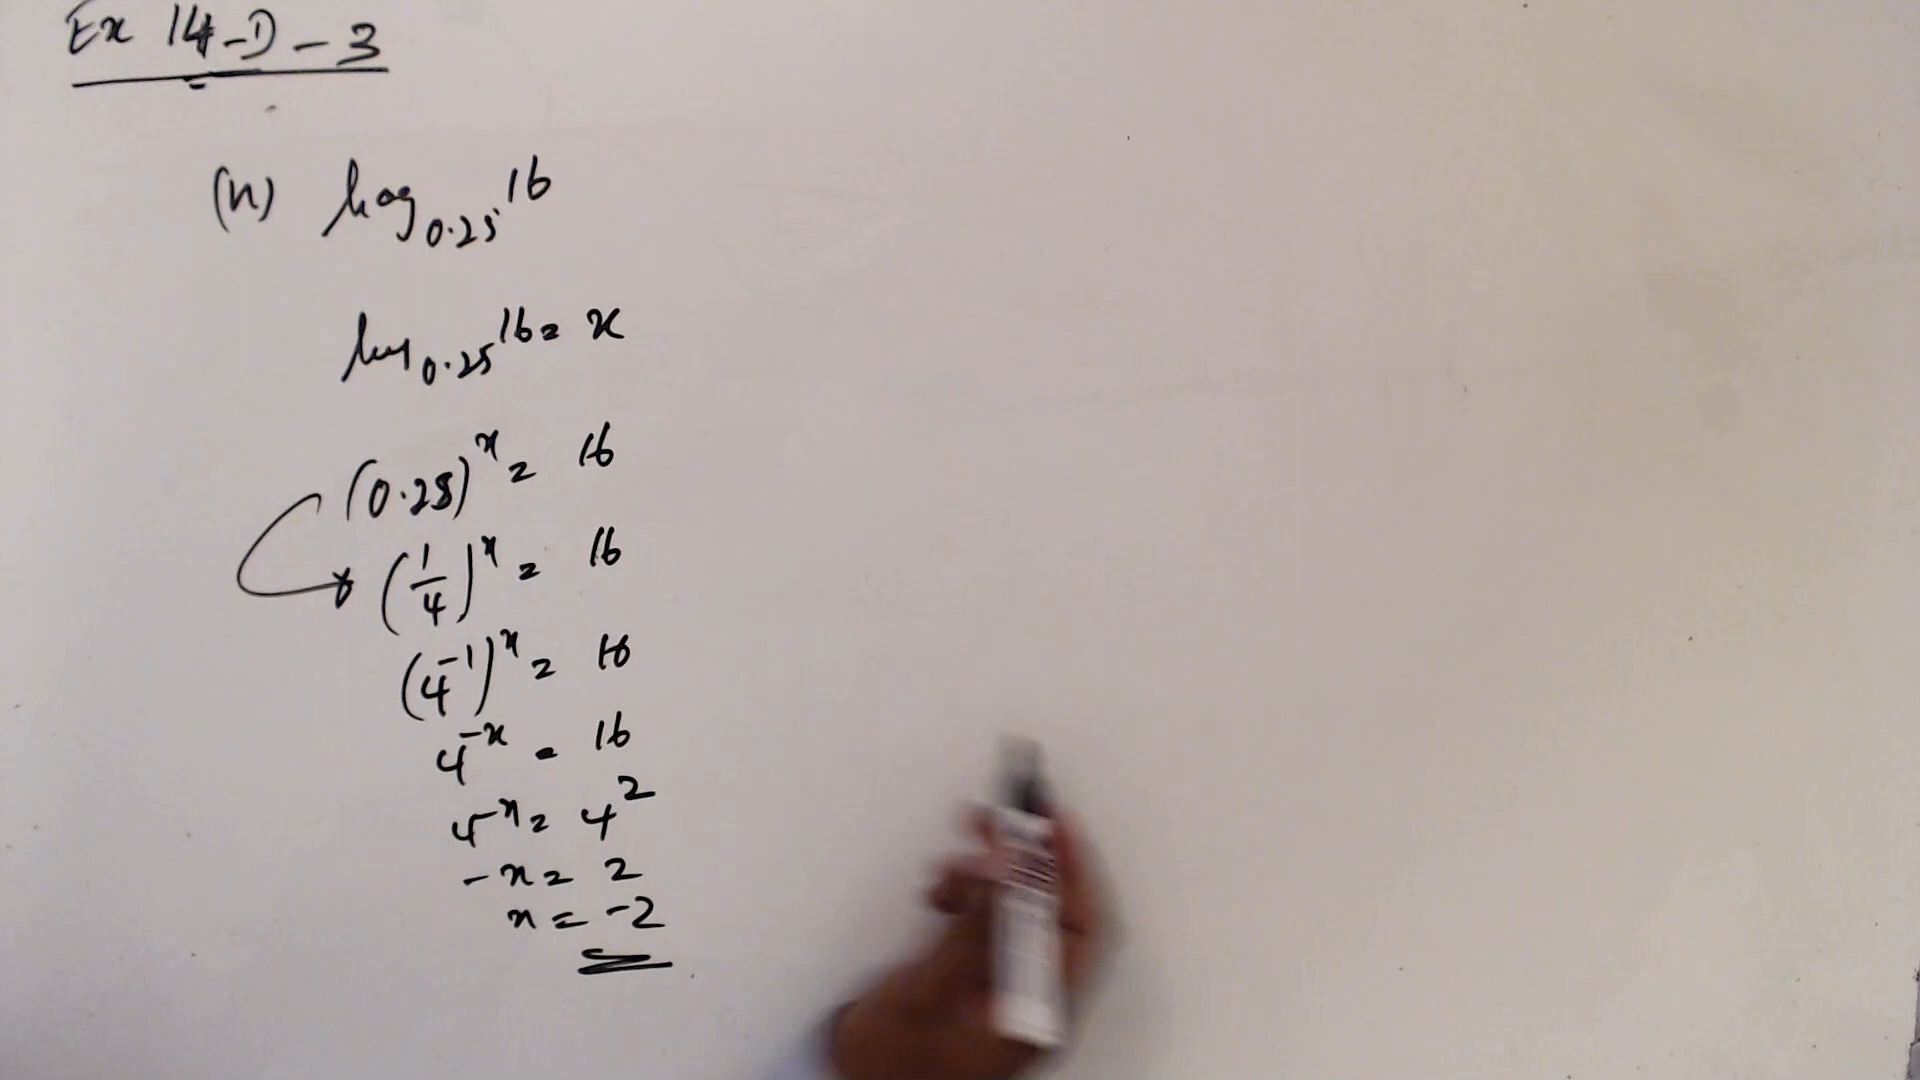 Ex 14-D-3
(n) log₀.₂₅ 16
log₀.₂₅ 16 = x
(0.25)ˣ = 16
(1/4)ˣ = 16
(4⁻¹)ˣ = 16
4⁻ˣ = 16
4⁻ˣ = 4²
-x = 2
x = -2